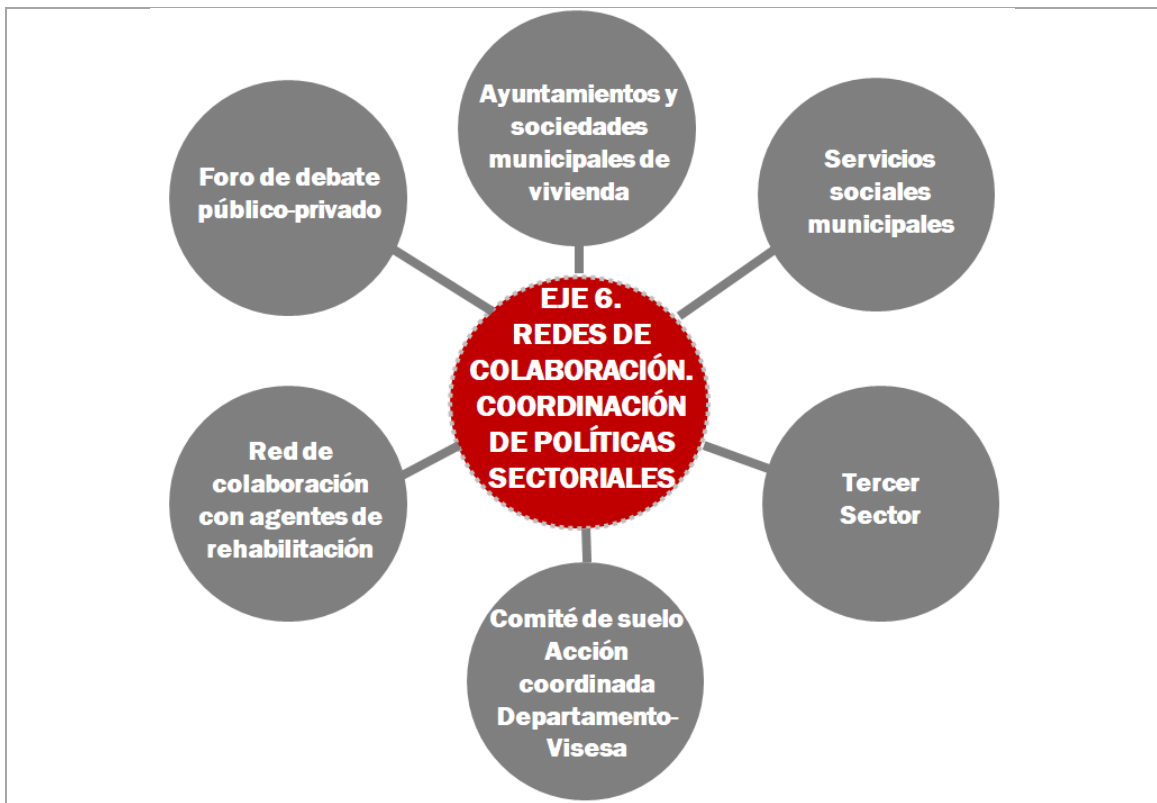 Ayuntamientos y
sociedades
municipales de
vivienda
Servicios
sociales
municipales
Tercer
Sector
Comité de suelo
Acción
coordinada
Departamento-
Visesa
Red de
colaboración
con agentes de
rehabilitación
Foro de debate
público-privado
EJE 6.
REDES DE
COLABORACIÓN.
COORDINACIÓN
DE POLÍTICAS
SECTORIALES